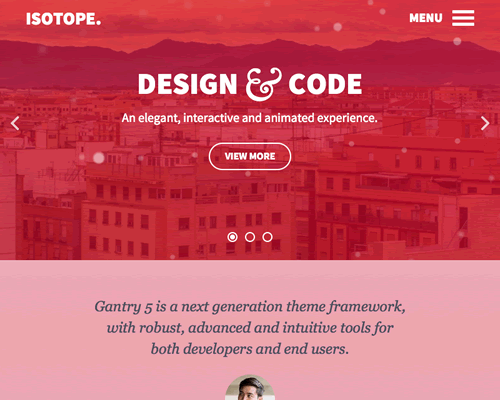 ISOTOPE.
MENU
DESIGN & CODE
An elegant, interactive and animated experience.
VIEW MORE
Gantry 5 is a next generation theme framework,
with robust, advanced and intuitive tools for
both developers and end users.